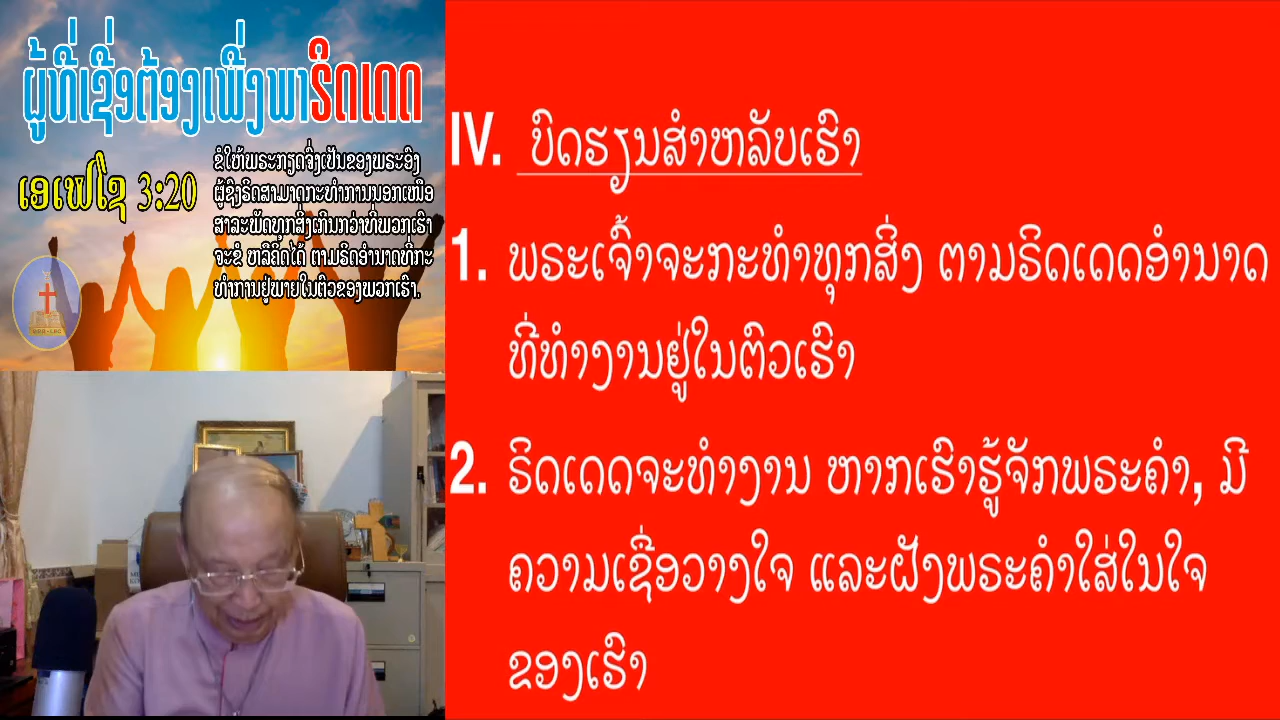 ຜູ້ທີ່ເຊື່ອຕ້ອງເພິ່ງພາຣິດເດດ
ເອເຟໂຊ 3:20
ຂໍໃຫ້ພຣະກຽດຈົ່ງເປັນຂອງພຣະອົງ
ຜູ້ຊົງຣິດສາມາດກະທຳການນອກເໜືອ
ສາລະພັດທຸກສິ່ງເກີນກວ່າທີ່ພວກເຮົາ
ຈະຂໍ ຫລືຄິດໄດ້ ຕາມຣິດອຳນາດທີ່ກະ
ທຳການຢູ່ພາຍໃນຕົວຂອງພວກເຮົາ.
IV. ບົດຮຽນສຳຫລັບເຮົາ
1. ພຣະເຈົ້າຈະກະທຳທຸກສິ່ງ ຕາມຣິດເດດອຳນາດ
ທີ່ທຳງານຢູ່ໃນຕົວເຮົາ
2. ຣິດເດດຈະທຳງານ ຫາກເຮົາຮູ້ຈັກພຣະຄຳ, ມີ
ຄວາມເຊື່ອວາງໃຈ ແລະຝັງພຣະຄຳໃສ່ໃນໃຈ
ຂອງເຮົາ